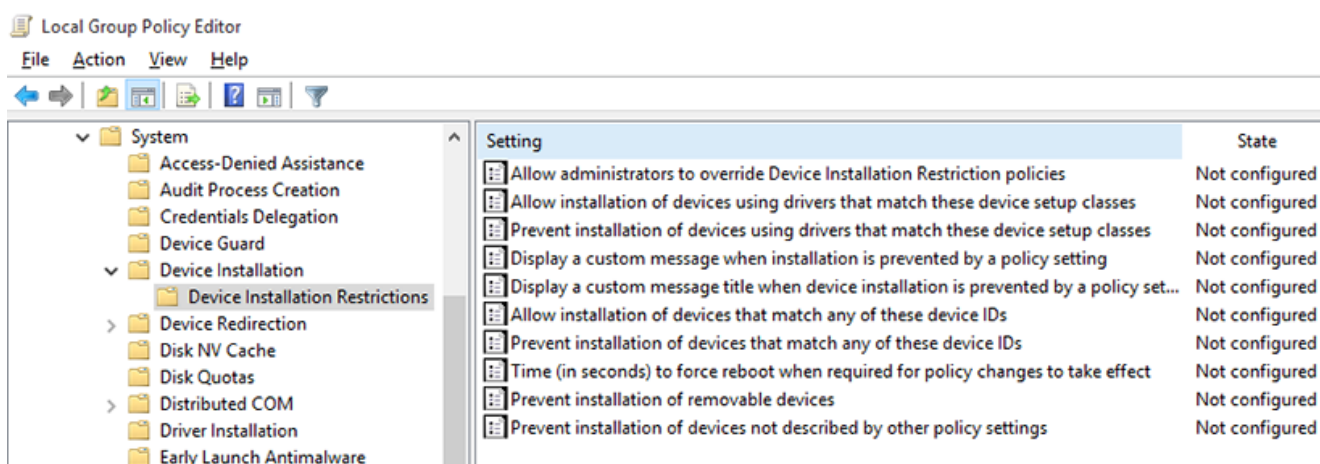 Local Group Policy Editor
File Action View Help
System
Access-Denied Assistance
Audit Process Creation
Credentials Delegation
Device Guard
Device Installation
Device Installation Restrictions
Device Redirection
Disk NV Cache
Disk Quotas
Distributed COM
Driver Installation
Early Launch Antimalware
Setting State
Allow administrators to override Device Installation Restriction policies Not configured
Allow installation of devices using drivers that match these device setup classes Not configured
Prevent installation of devices using drivers that match these device setup classes Not configured
Display a custom message when installation is prevented by a policy setting Not configured
Display a custom message title when device installation is prevented by a policy set... Not configured
Allow installation of devices that match any of these device IDs Not configured
Prevent installation of devices that match any of these device IDs Not configured
Time (in seconds) to force reboot when required for policy changes to take effect Not configured
Prevent installation of removable devices Not configured
Prevent installation of devices not described by other policy settings Not configured